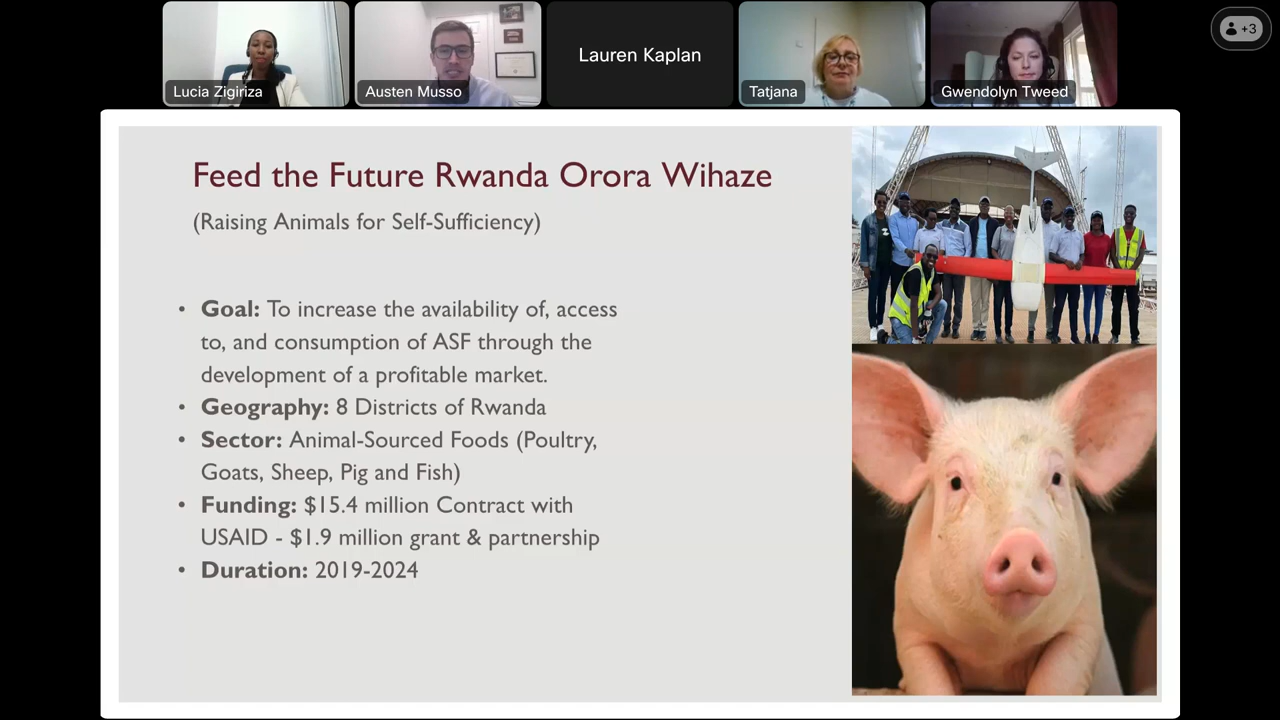 Lucia Zigiriza
Austen Musso
Lauren Kaplan
Tatjana
Gwendolyn Tweed
+3
Feed the Future Rwanda Orora Wihaze
(Raising Animals for Self-Sufficiency)
• Goal: To increase the availability of, access
to, and consumption of ASF through the
development of a profitable market.
• Geography: 8 Districts of Rwanda
• Sector: Animal-Sourced Foods (Poultry,
Goats, Sheep, Pig and Fish)
• Funding: $15.4 million Contract with
USAID - $1.9 million grant & partnership
• Duration: 2019-2024